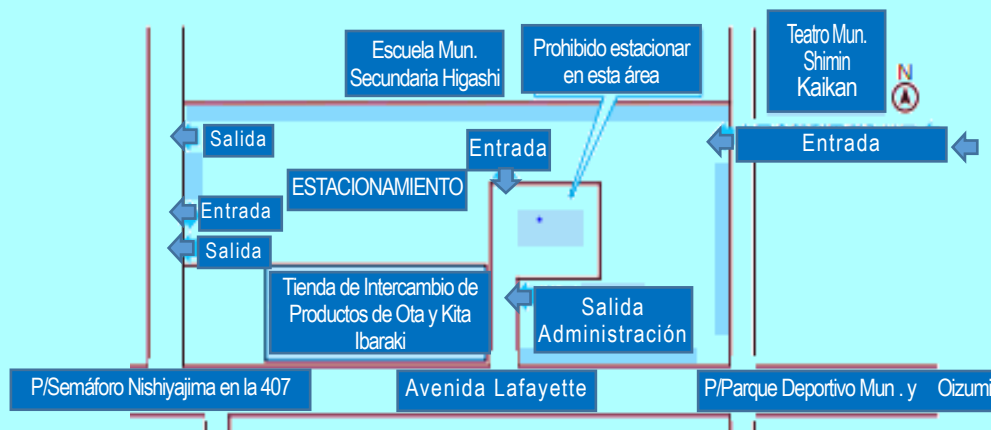 Escuela Mun.
Secundaria Higashi
Prohibido estacionar
en esta área
Teatro Mun.
Shimin
Kaikan
N
Salida
Entrada
Entrada
ESTACIONAMIENTO
Entrada
Salida
Tienda de Intercambio de
Productos de Ota y Kita
Ibaraki
Salida
Administración
P/Semáforo Nishiyajima en la 407
Avenida Lafayette
P/Parque Deportivo Mun . y Oizumi